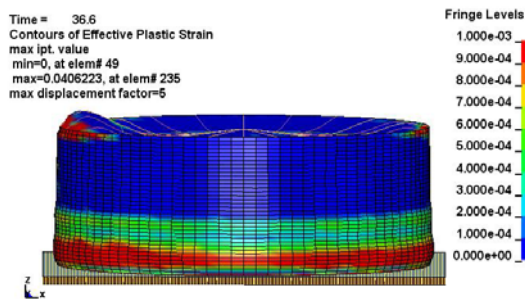 Time = 36.6
Contours of Effective Plastic Strain
max ipt. value
min=0, at elem# 49
max=0.0406223, at elem# 235
max displacement factor=5
Fringe Levels
1.000e-03
9.000e-04
8.000e-04
7.000e-04
6.000e-04
5.000e-04
4.000e-04
3.000e-04
2.000e-04
1.000e-04
0.000e+00
z
x